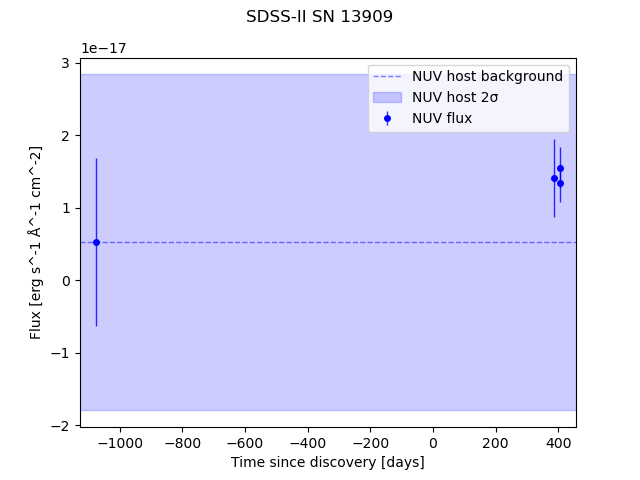 SDSS-II SN 13909
1e−17
NUV host background
NUV host 2σ
NUV flux
3
2
1
0
−1
−2
Flux [erg s^-1 Å^-1 cm^-2]
−1000 −800 −600 −400 −200 0 200 400
Time since discovery [days]